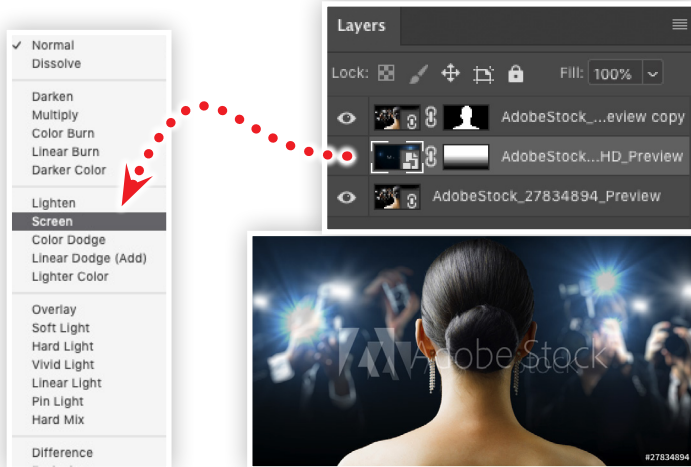 Normal
Dissolve
Darken
Multiply
Color Burn
Linear Burn
Darker Color
Lighten
Screen
Color Dodge
Linear Dodge (Add)
Lighter Color
Overlay
Soft Light
Hard Light
Vivid Light
Linear Light
Pin Light
Hard Mix
Difference
Layers
Lock:
Fill: 100%
AdobeStock_...eview copy
AdobeStock...HD_Preview
AdobeStock_27834894_Preview
Adobe Stock
#27834894